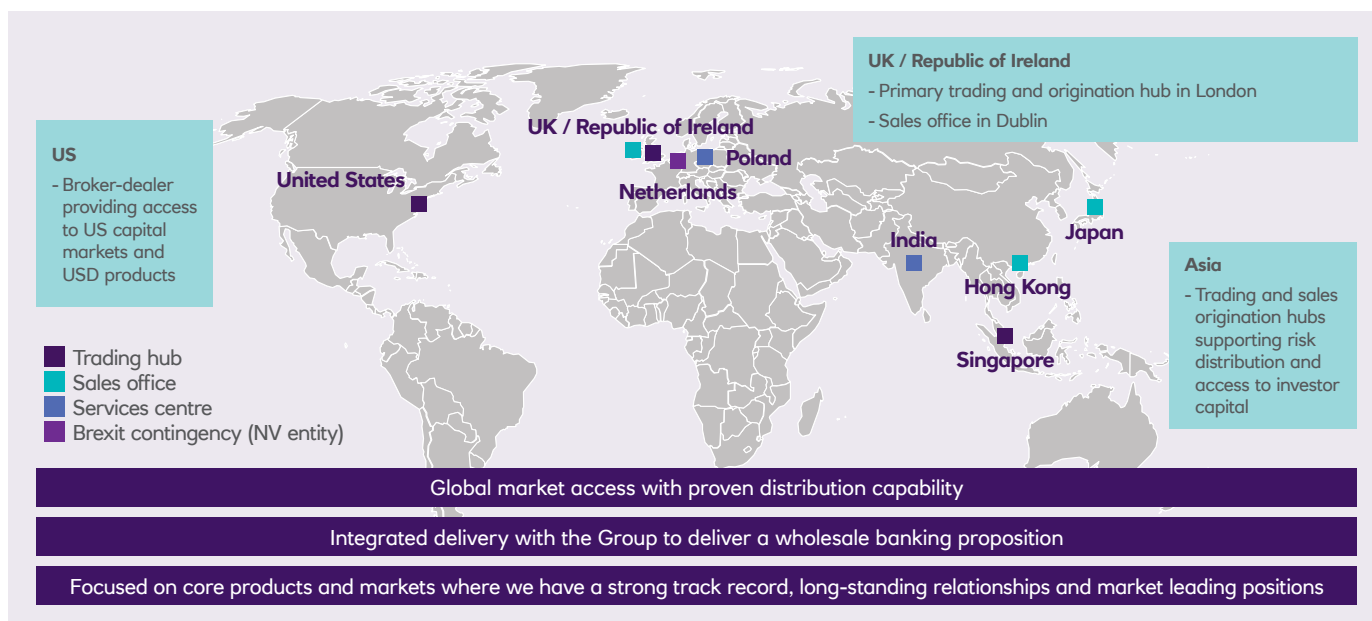 UK / Republic of Ireland
- Primary trading and origination hub in London
- Sales office in Dublin
US
- Broker-dealer
providing access
to US capital
markets and
USD products
UK / Republic of Ireland
United States
Netherlands
Poland
India
Japan
Hong Kong
Singapore
Asia
- Trading and sales
origination hubs
supporting risk
distribution and
access to investor
capital
Trading hub
Sales office
Services centre
Brexit contingency (NV entity)
Global market access with proven distribution capability
Integrated delivery with the Group to deliver a wholesale banking proposition
Focused on core products and markets where we have a strong track record, long-standing relationships and market leading positions